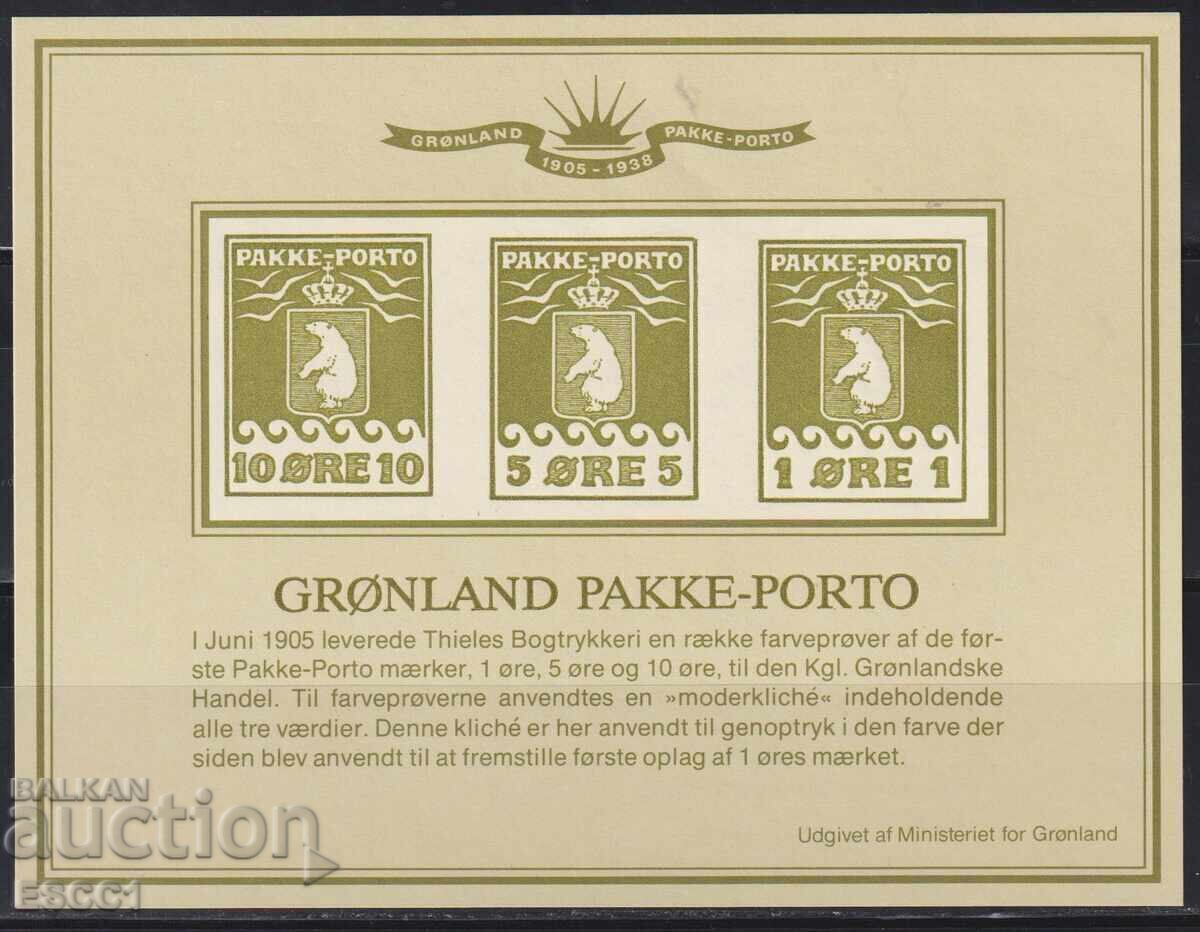 GRØNLAND PAKKE-PORTO
1905-1938
PAKKE-PORTO
10 ØRE 10
PAKKE-PORTO
5 ØRE 5
PAKKE-PORTO
1 ØRE 1
GRØNLAND PAKKE-PORTO
I Juni 1905 leverede Thieles Bogtrykkeri en række farveprøver af de før-
ste Pakke-Porto mærker, 1 øre, 5 øre og 10 øre, til den Kgl. Grønlandske
Handel. Til farveprøverne anvendtes en »moderkliché« indeholdende
alle tre værdier. Denne kliché er her anvendt til genoptryk i den farve der
siden blev anvendt til at fremstille første oplag af 1 øres mærket.
Udgivet af Ministeriet for Grønland
BALKAN
auction
ESCC1